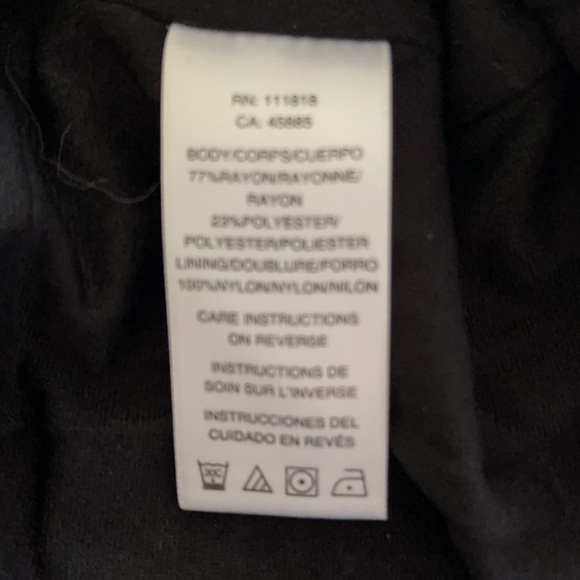 RN: 111818
CA: 45885
BODY/CORPS/CUERPO
77%RAYON/RAYONNE/
RAYON
23%POLYESTER/
POLYESTER/POLIESTER
LINING/DOUBLURE/FORRO
100%NYLON/NYLON/NILON
CARE INSTRUCTIONS
ON REVERSE
INSTRUCTIONS DE
SOIN SUR L'INVERSE
INSTRUCCIONES DEL
CUIDADO EN REVÉS
30C